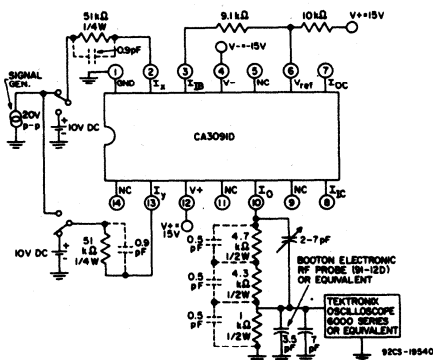 51kΩ
1/4W
0.9pF
9.1kΩ
10kΩ
V+=15V
V-=-15V
SIGNAL
GEN.
20V
p-p
10V DC
1
GND
2
Ix
3
IIB
4
V-
5
NC
6
Vref
7
IOC
CA3091D
NC
14
Iy
13
V+
12
NC
11
IO
10
NC
9
IIC
8
V+=
15V
10V DC
51
kΩ
1/4W
0.9
pF
0.5
pF
4.7
kΩ
1/2W
2-7pF
0.5
pF
4.3
kΩ
1/2W
0.5
pF
1
kΩ
1/2W
BOOTON ELECTRONIC
RF PROBE (91-12D)
OR EQUIVALENT
3.5
pF
7
pF
TEKTRONIX
OSCILLOSCOPE
6000 SERIES
OR EQUIVALENT
92CS-19540